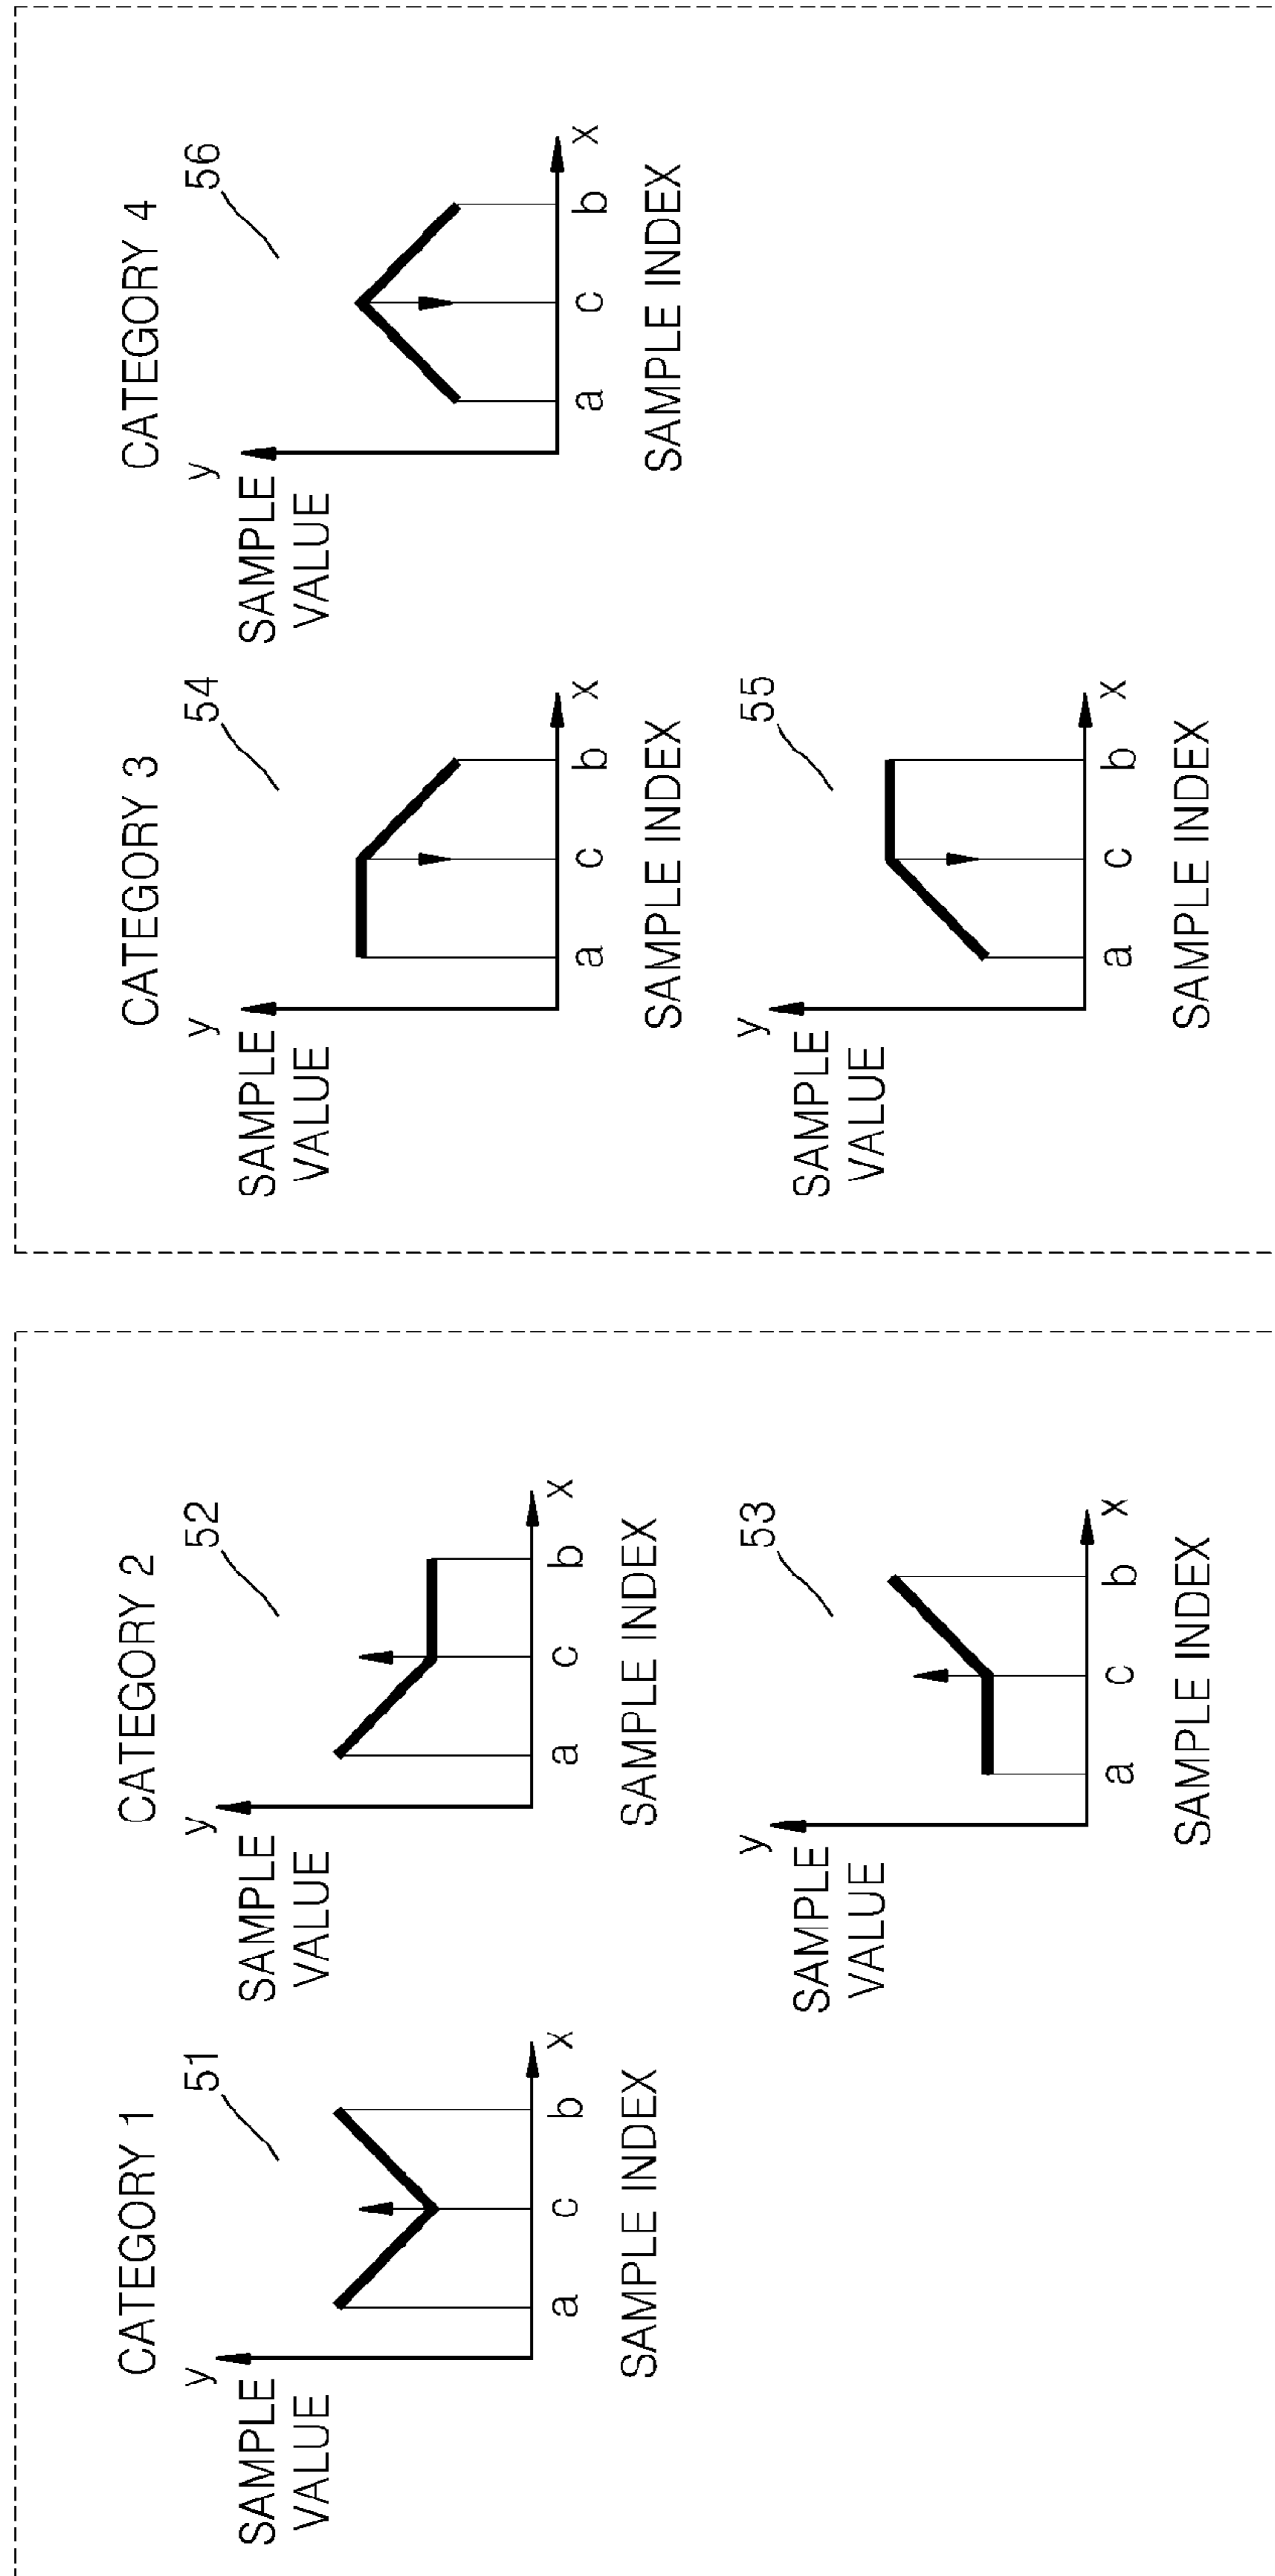 CATEGORY 1
51
y
SAMPLE
VALUE
a c b x
SAMPLE INDEX
CATEGORY 2
52
y
SAMPLE
VALUE
a c b x
SAMPLE INDEX
53
y
SAMPLE
VALUE
a c b x
SAMPLE INDEX
CATEGORY 3
54
y
SAMPLE
VALUE
a c b x
SAMPLE INDEX
55
y
SAMPLE
VALUE
a c b x
SAMPLE INDEX
CATEGORY 4
56
y
SAMPLE
VALUE
a c b x
SAMPLE INDEX